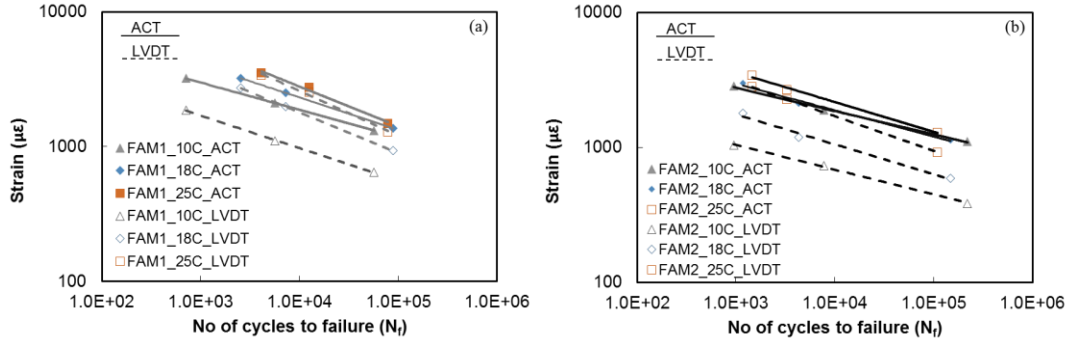 10000
(a)
ACT
LVDT
1000
FAM1_10C_ACT
FAM1_18C_ACT
FAM1_25C_ACT
FAM1_10C_LVDT
FAM1_18C_LVDT
FAM1_25C_LVDT
100
Strain (µε)
1.0E+02 1.0E+03 1.0E+04 1.0E+05 1.0E+06
No of cycles to failure (Nf)
10000
(b)
ACT
LVDT
1000
FAM2_10C_ACT
FAM2_18C_ACT
FAM2_25C_ACT
FAM2_10C_LVDT
FAM2_18C_LVDT
FAM2_25C_LVDT
100
Strain (µε)
1.0E+02 1.0E+03 1.0E+04 1.0E+05 1.0E+06
No of cycles to failure (Nf)